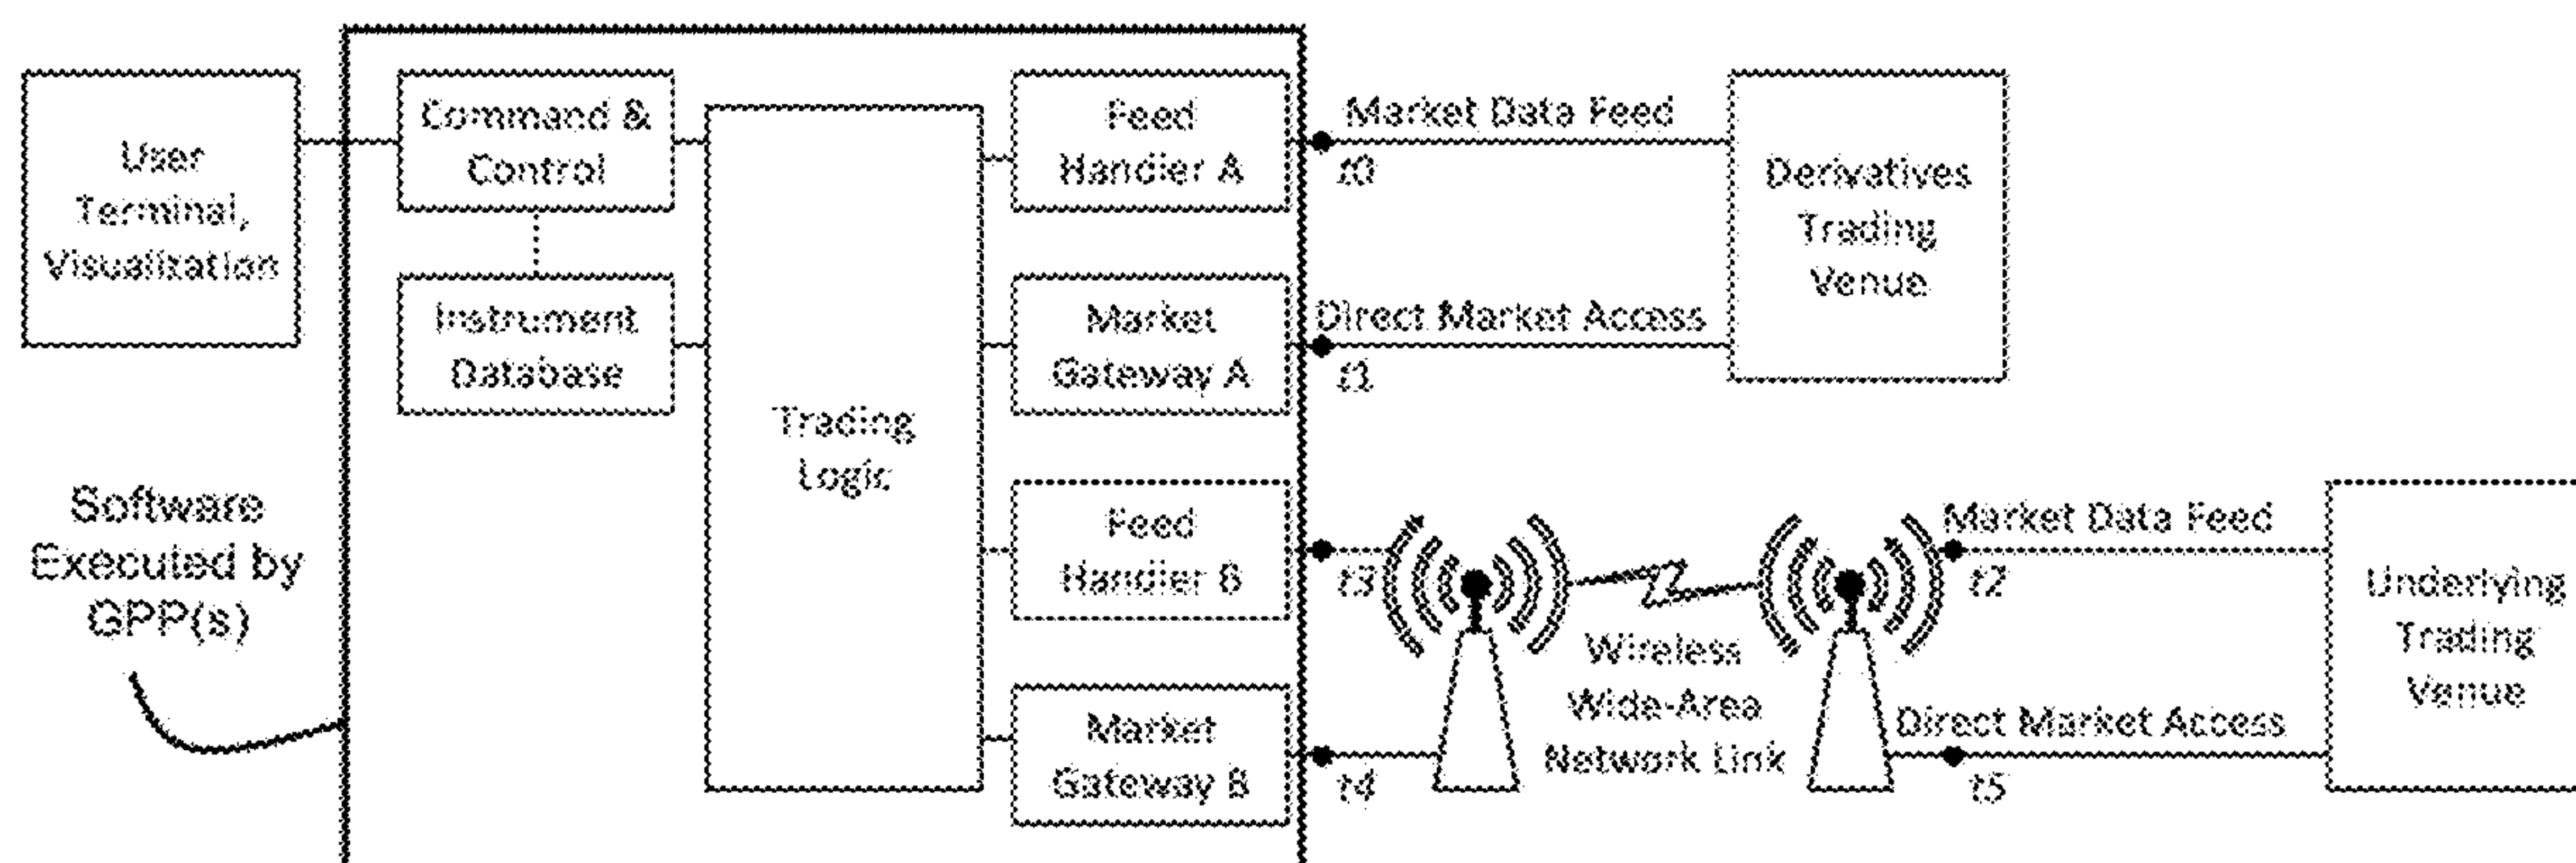 User
Terminal,
Visualization
Command &
Control
Instrument
Database
Trading
Logic
Feed
Handler A
Market
Gateway A
Feed
Handler B
Market
Gateway B
Market Data Feed
t0
Direct Market Access
t1
Derivatives
Trading
Venue
Software
Executed by
GPP(s)
t3
t4
Wireless
Wide-Area
Network Link
Market Data Feed
t2
Direct Market Access
t5
Underlying
Trading
Venue